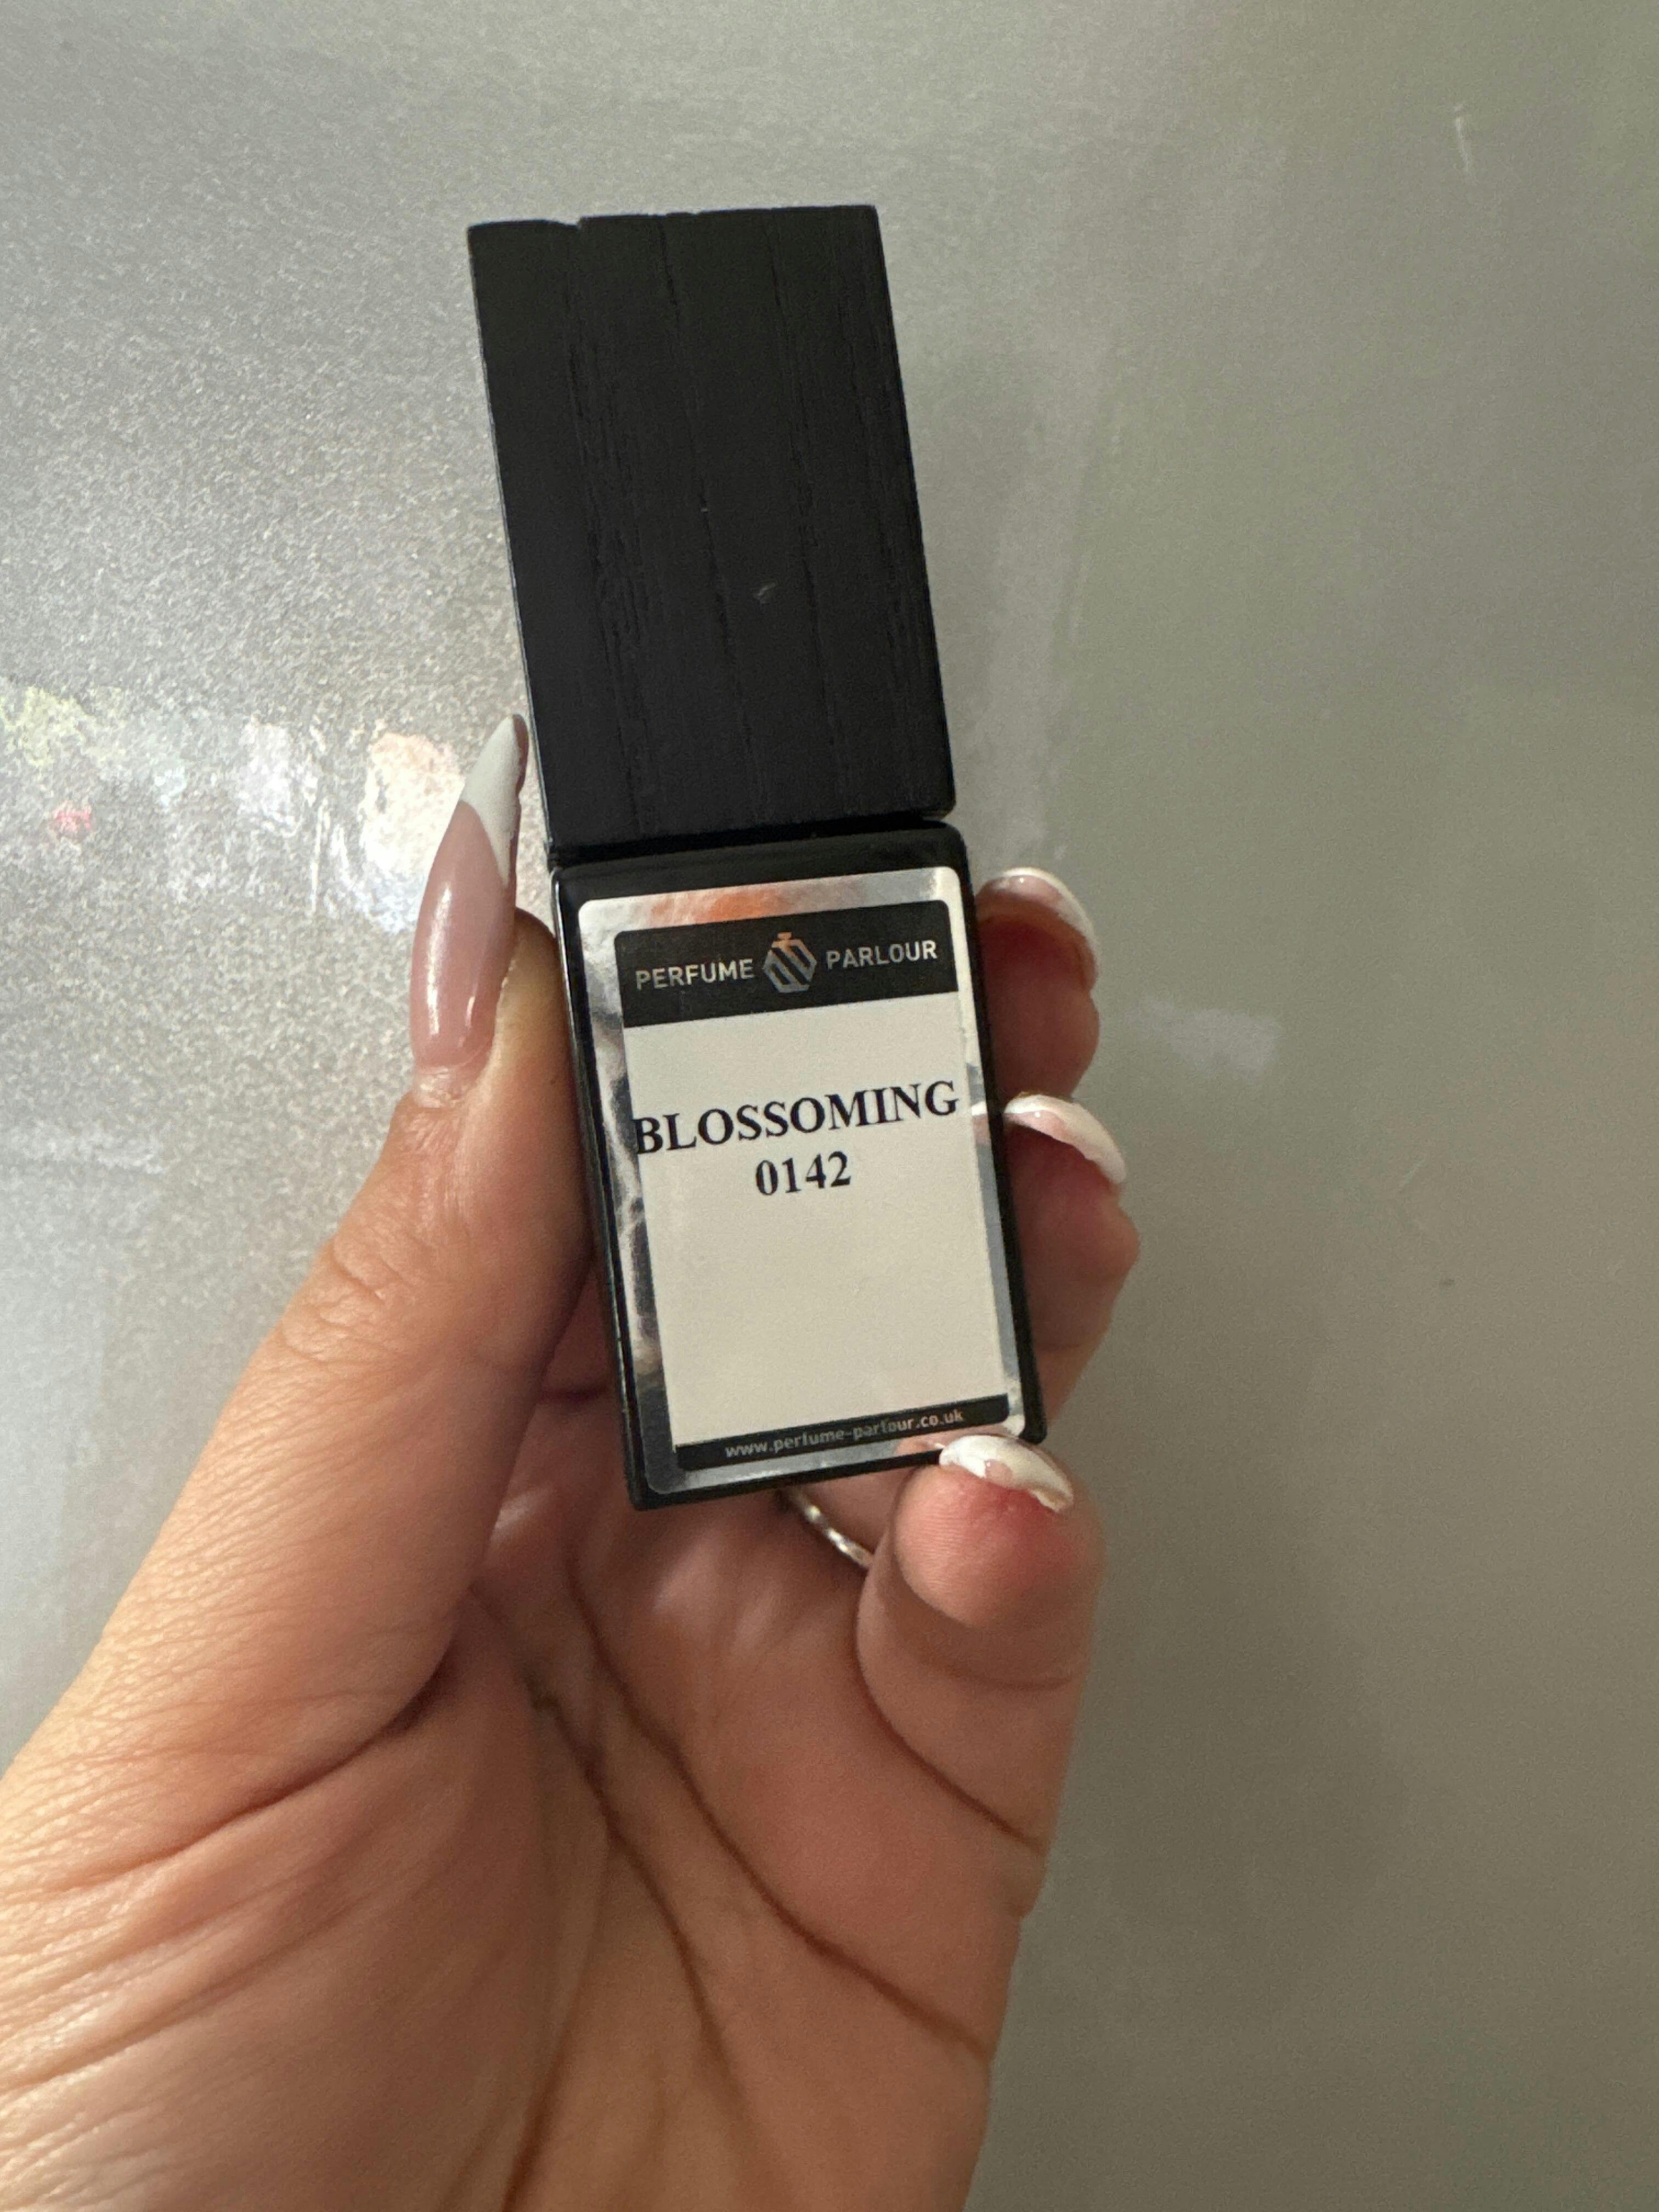 PERFUME PARLOUR
BLOSSOMING
0142
www.perfume-parlour.co.uk